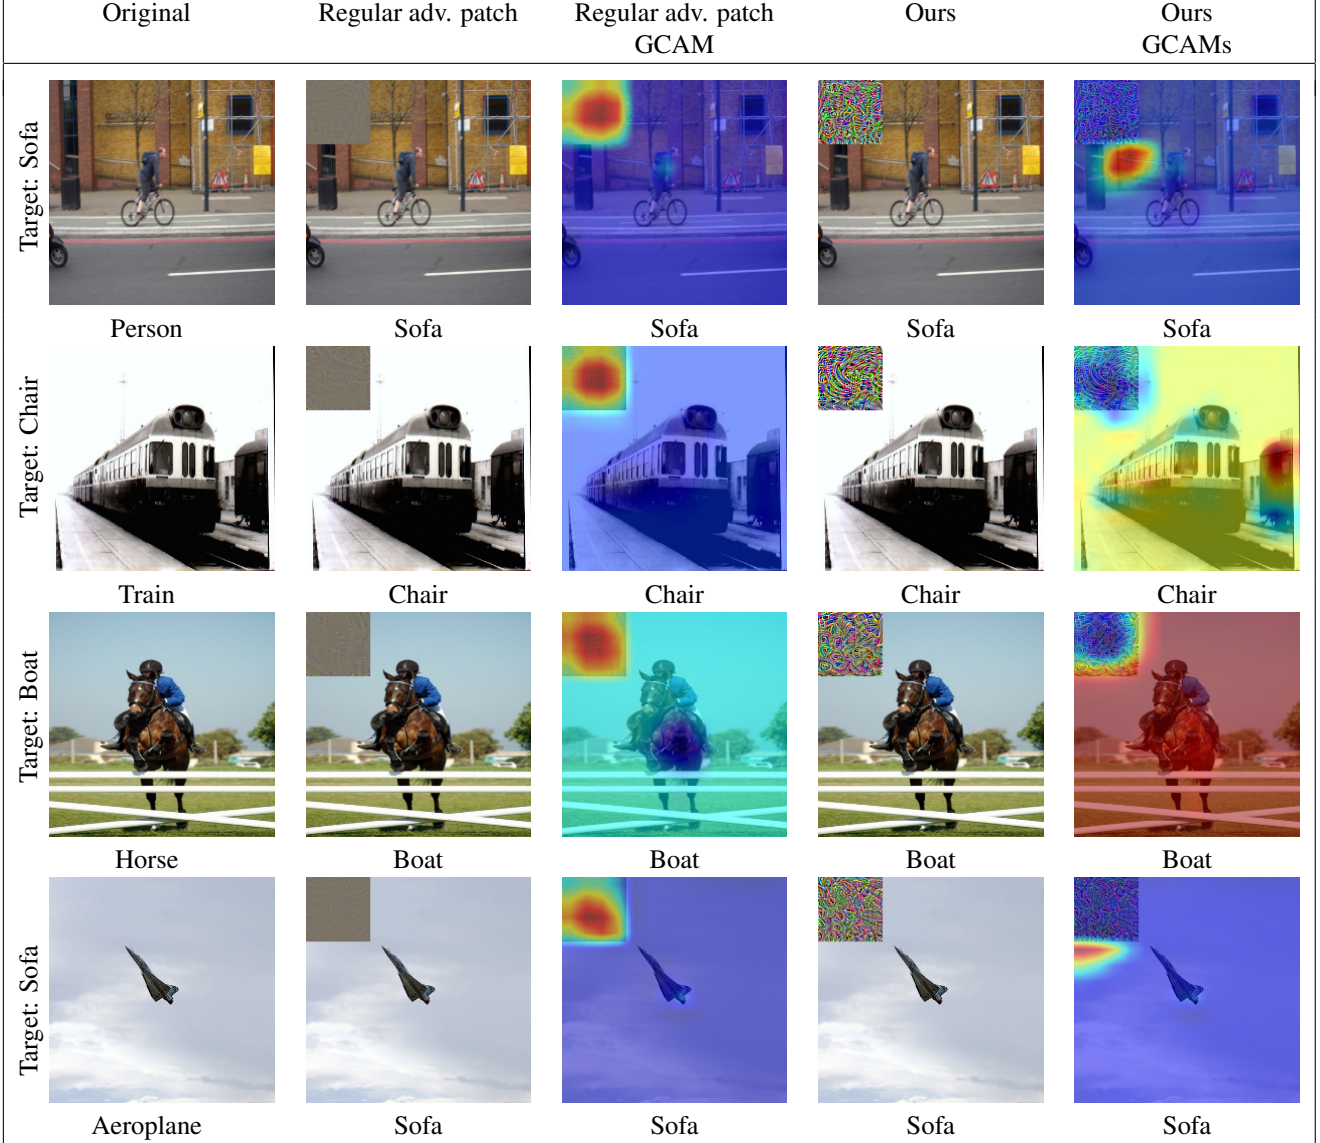 Original Regular adv. patch Regular adv. patch Ours Ours
GCAM GCAMs
Target: Sofa
Person Sofa Sofa Sofa Sofa
Target: Chair
Train Chair Chair Chair Chair
Target: Boat
Horse Boat Boat Boat Boat
Target: Sofa
Aeroplane Sofa Sofa Sofa Sofa